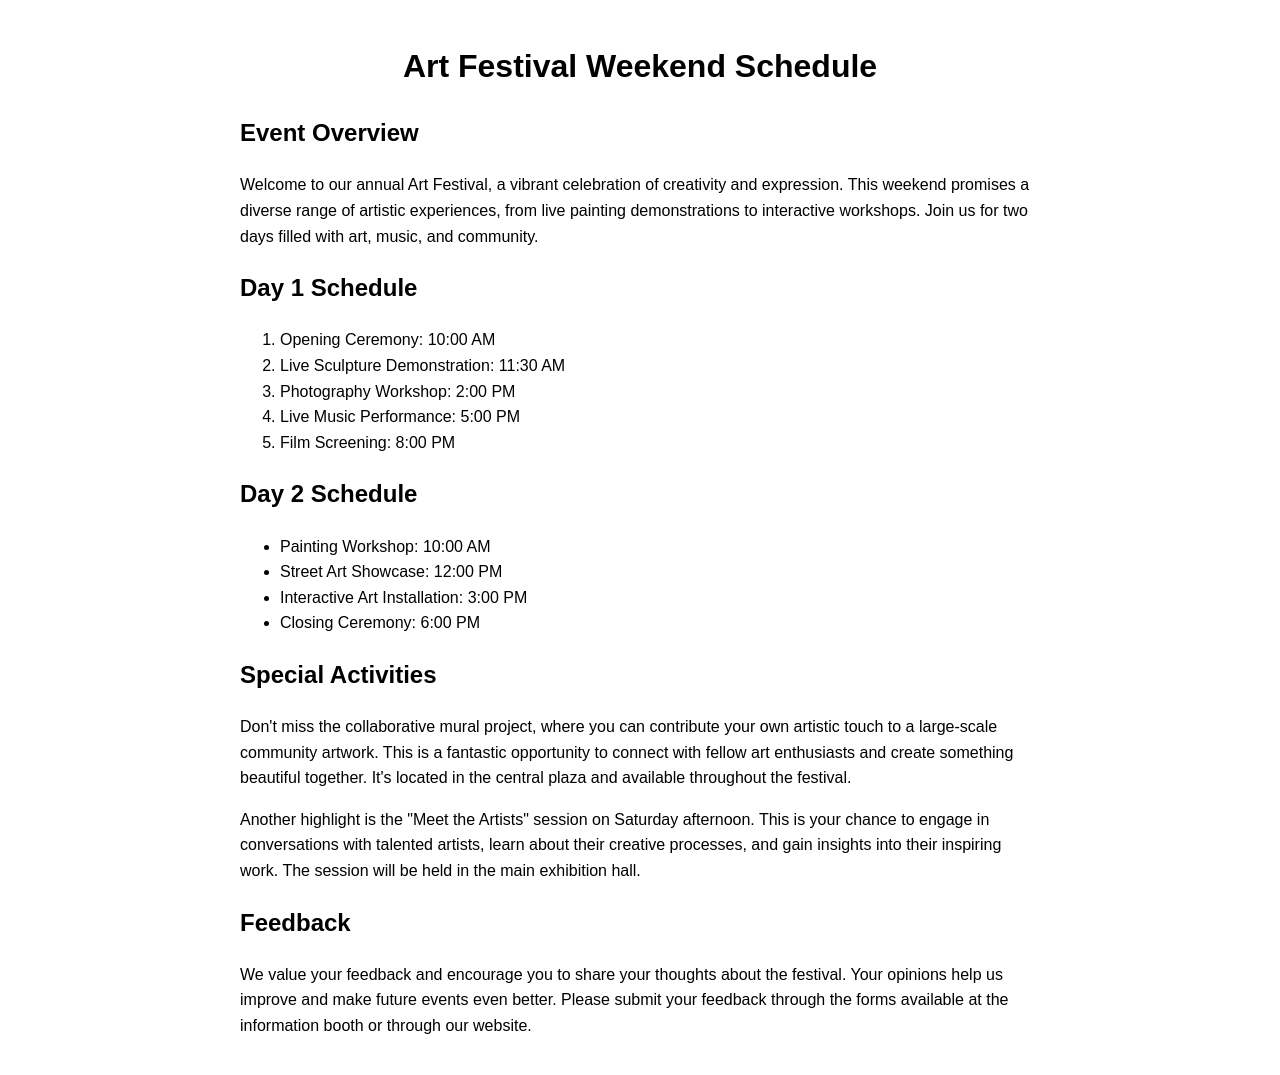 Art Festival Weekend Schedule
Event Overview
Welcome to our annual Art Festival, a vibrant celebration of creativity and expression. This weekend promises a
diverse range of artistic experiences, from live painting demonstrations to interactive workshops. Join us for two
days filled with art, music, and community.
Day 1 Schedule
1. Opening Ceremony: 10:00 AM
2. Live Sculpture Demonstration: 11:30 AM
3. Photography Workshop: 2:00 PM
4. Live Music Performance: 5:00 PM
5. Film Screening: 8:00 PM
Day 2 Schedule
• Painting Workshop: 10:00 AM
• Street Art Showcase: 12:00 PM
• Interactive Art Installation: 3:00 PM
• Closing Ceremony: 6:00 PM
Special Activities
Don't miss the collaborative mural project, where you can contribute your own artistic touch to a large-scale
community artwork. This is a fantastic opportunity to connect with fellow art enthusiasts and create something
beautiful together. It's located in the central plaza and available throughout the festival.
Another highlight is the "Meet the Artists" session on Saturday afternoon. This is your chance to engage in
conversations with talented artists, learn about their creative processes, and gain insights into their inspiring
work. The session will be held in the main exhibition hall.
Feedback
We value your feedback and encourage you to share your thoughts about the festival. Your opinions help us
improve and make future events even better. Please submit your feedback through the forms available at the
information booth or through our website.